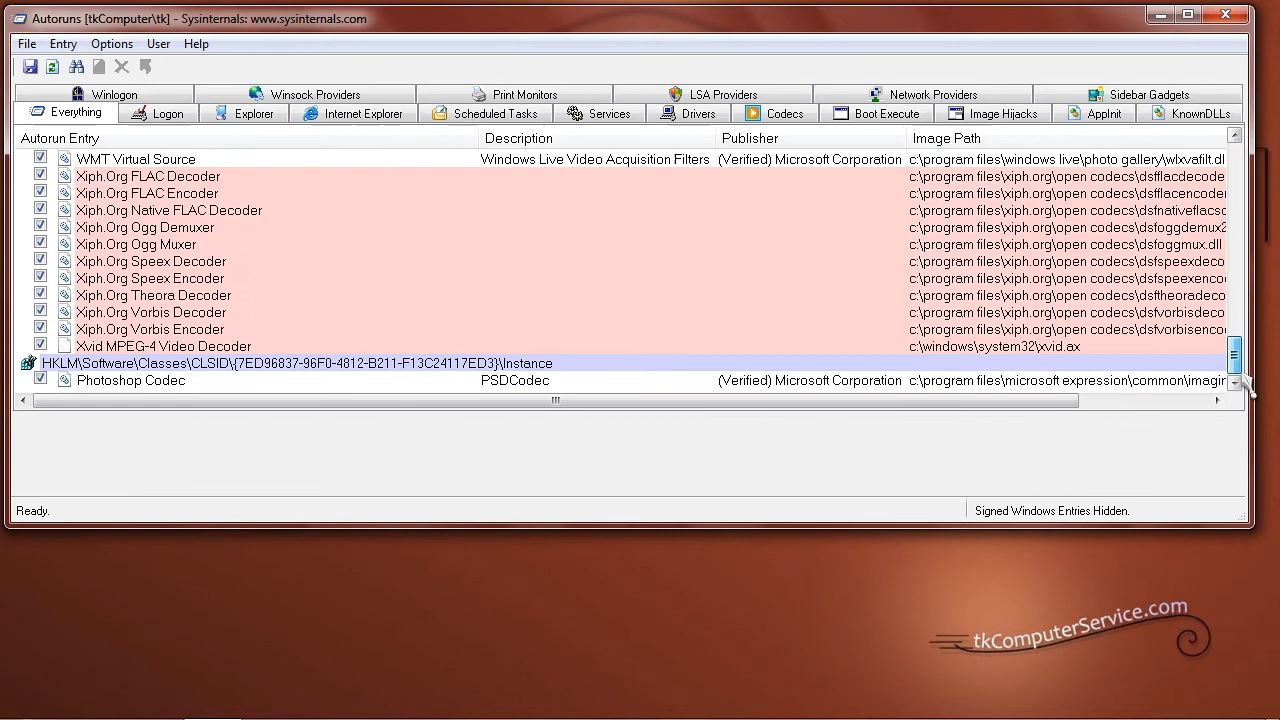 Autoruns [tkComputer\tk] - Sysinternals: www.sysinternals.com
File Entry Options User Help
Winlogon Winsock Providers Print Monitors LSA Providers Network Providers Sidebar Gadgets
Everything Logon Explorer Internet Explorer Scheduled Tasks Services Drivers Codecs Boot Execute Image Hijacks AppInit KnownDLLs
Autorun Entry Description Publisher Image Path
WMT Virtual Source Windows Live Video Acquisition Filters (Verified) Microsoft Corporation c:\program files\windows live\photo gallery\wlxvafilt.dl
Xiph.Org FLAC Decoder c:\program files\xiph.org\open codecs\dsfflacdecode
Xiph.Org FLAC Encoder c:\program files\xiph.org\open codecs\dsfflacencoder
Xiph.Org Native FLAC Decoder c:\program files\xiph.org\open codecs\dsfnativeflacso
Xiph.Org Ogg Demuxer c:\program files\xiph.org\open codecs\dsfoggdemux2
Xiph.Org Ogg Muxer c:\program files\xiph.org\open codecs\dsfoggmux.dll
Xiph.Org Speex Decoder c:\program files\xiph.org\open codecs\dsfspeexdeco
Xiph.Org Speex Encoder c:\program files\xiph.org\open codecs\dsfspeexenco
Xiph.Org Theora Decoder c:\program files\xiph.org\open codecs\dsftheoradeco
Xiph.Org Vorbis Decoder c:\program files\xiph.org\open codecs\dsfvorbisdeco
Xiph.Org Vorbis Encoder c:\program files\xiph.org\open codecs\dsfvorbisenco
Xvid MPEG-4 Video Decoder c:\windows\system32\xvid.ax
HKLM\Software\Classes\CLSID\{7ED96837-96F0-4812-B211-F13C24117ED3}\Instance
Photoshop Codec PSDCodec (Verified) Microsoft Corporation c:\program files\microsoft expression\common\imagin
Ready. Signed Windows Entries Hidden.
tkComputerService.com